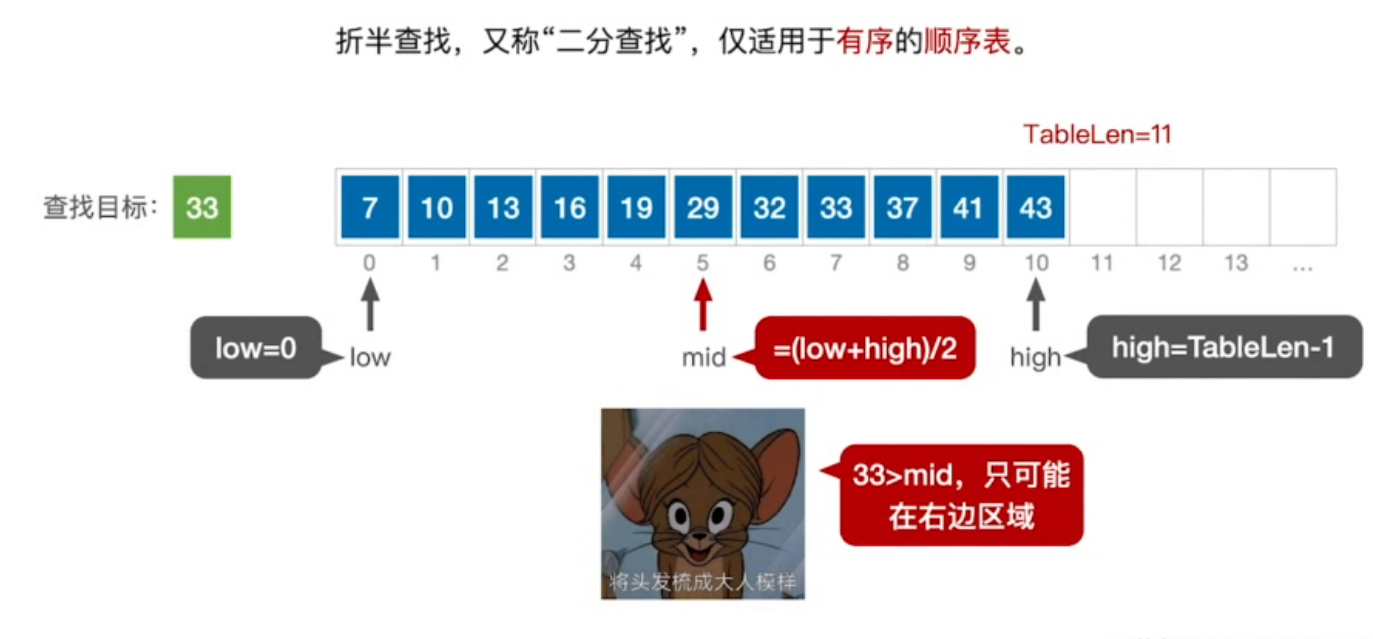 折半查找，又称“二分查找”，仅适用于有序的顺序表。
TableLen=11
查找目标： 33
7 10 13 16 19 29 32 33 37 41 43
0 1 2 3 4 5 6 7 8 9 10 11 12 13 ...
low=0 low mid =(low+high)/2 high high=TableLen-1
33>mid，只可能
在右边区域
将头发梳成大人模样